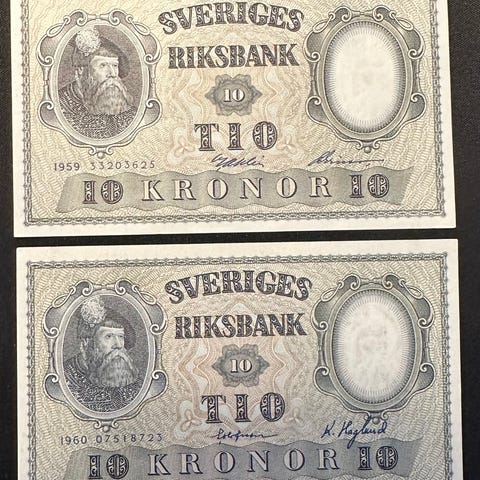 SVERIGES
RIKSBANK
10
TIO
1959 33203625
10 KRONOR 10
SVERIGES
RIKSBANK
10
TIO
1960 07518723
K. Haglund
10 KRONOR 10